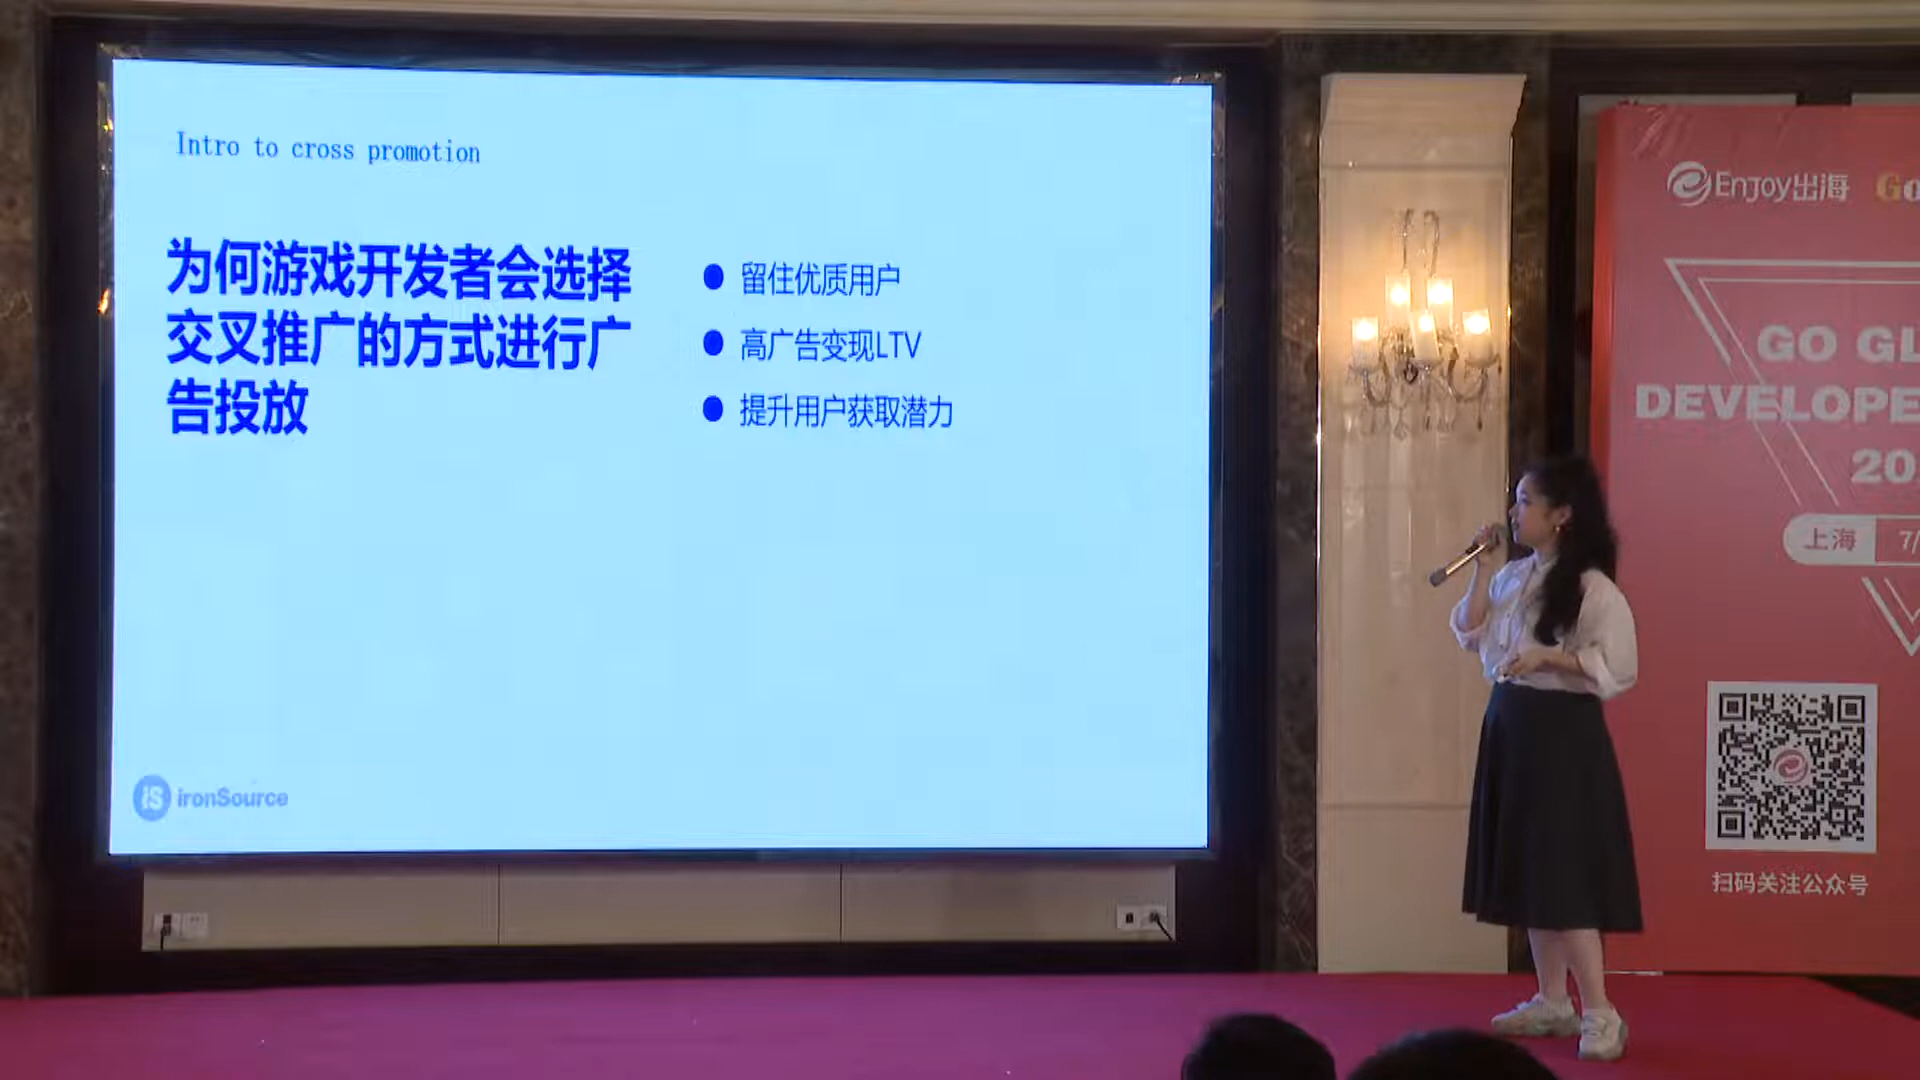 Intro to cross promotion
为何游戏开发者会选择
交叉推广的方式进行广
告投放
留住优质用户
高广告变现LTV
提升用户获取潜力
iS ironSource
Enjoy出海 Go
GO GL
DEVELOPE
20
上海 7/
扫码关注公众号